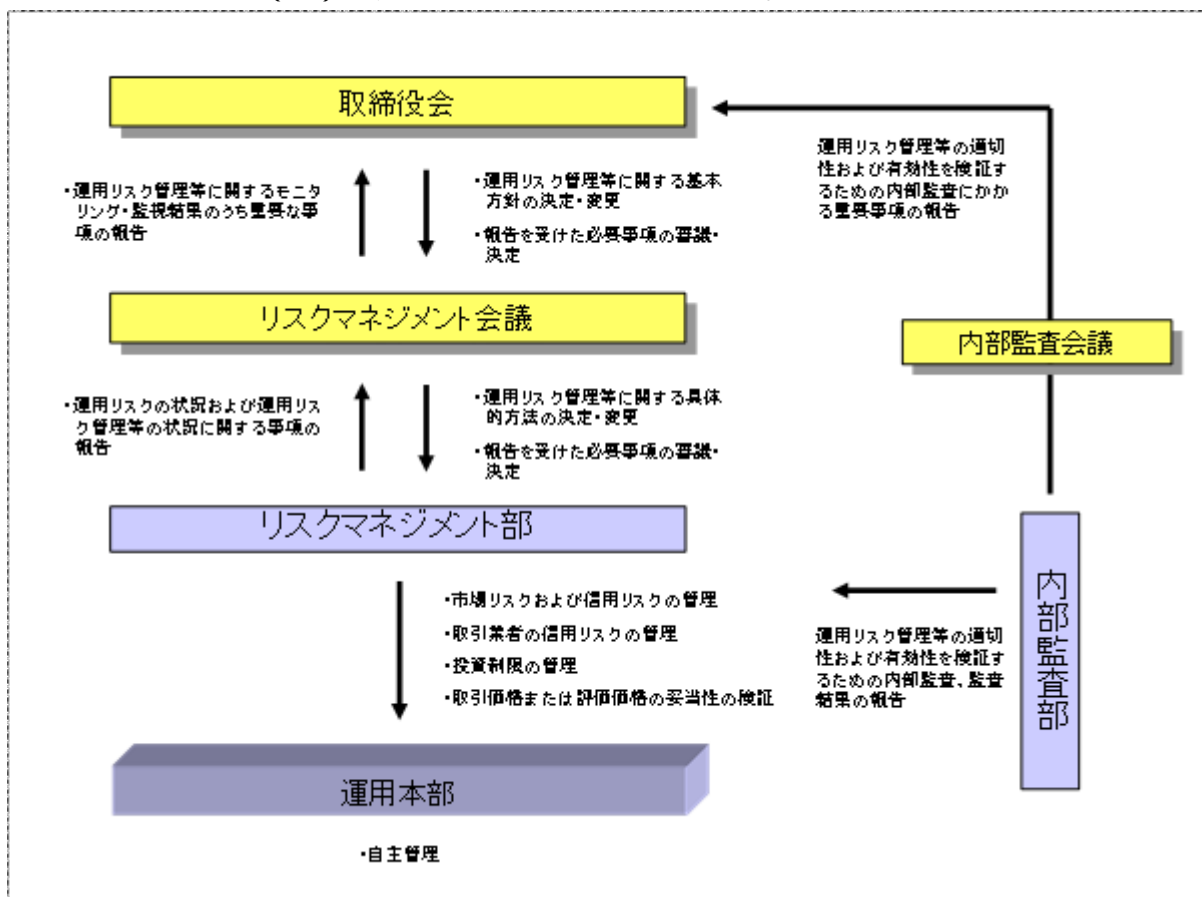 取締役会
・運用リスク管理等に関するモニタ
リング・監視結果のうち重要な事
項の報告
・運用リスク管理等に関する基本
方針の決定・変更
・報告を受けた必要事項の審議・
決定
運用リスク管理等の適切
性および有効性を検証す
るための内部監査にかか
る重要事項の報告
リスクマネジメント会議
内部監査会議
・運用リスクの状況および運用リス
ク管理等の状況に関する事項の
報告
・運用リスク管理等に関する具体
的方法の決定・変更
・報告を受けた必要事項の審議・
決定
リスクマネジメント部
内部監査部
・市場リスクおよび信用リスクの管理
・取引業者の信用リスクの管理
・投資制限の管理
・取引価格または評価価格の妥当性の検証
運用リスク管理等の適切
性および有効性を検証す
るための内部監査、監査
結果の報告
運用本部
・自主管理